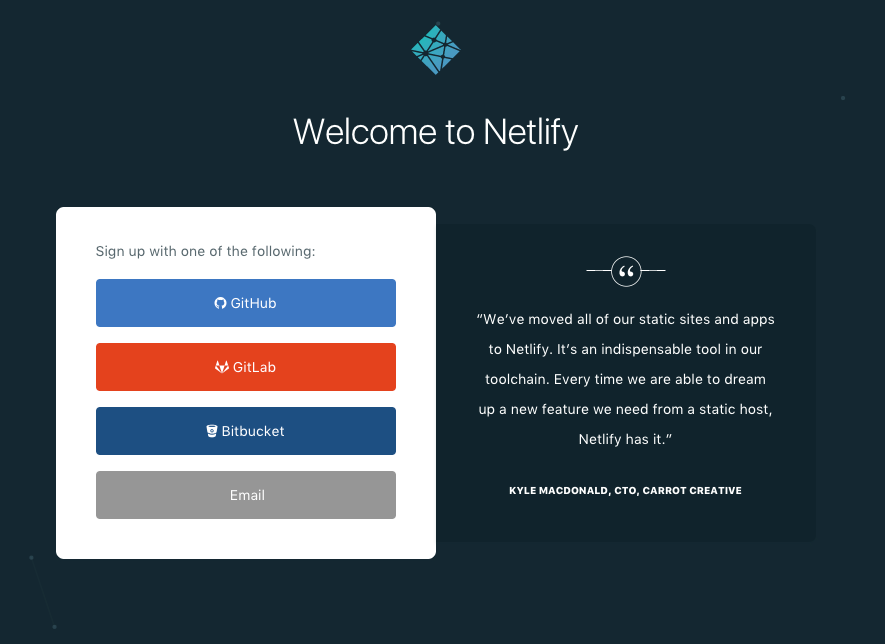 Welcome to Netlify
Sign up with one of the following:
GitHub
GitLab
Bitbucket
Email
“We’ve moved all of our static sites and apps
to Netlify. It’s an indispensable tool in our
toolchain. Every time we are able to dream
up a new feature we need from a static host,
Netlify has it.”
KYLE MACDONALD, CTO, CARROT CREATIVE